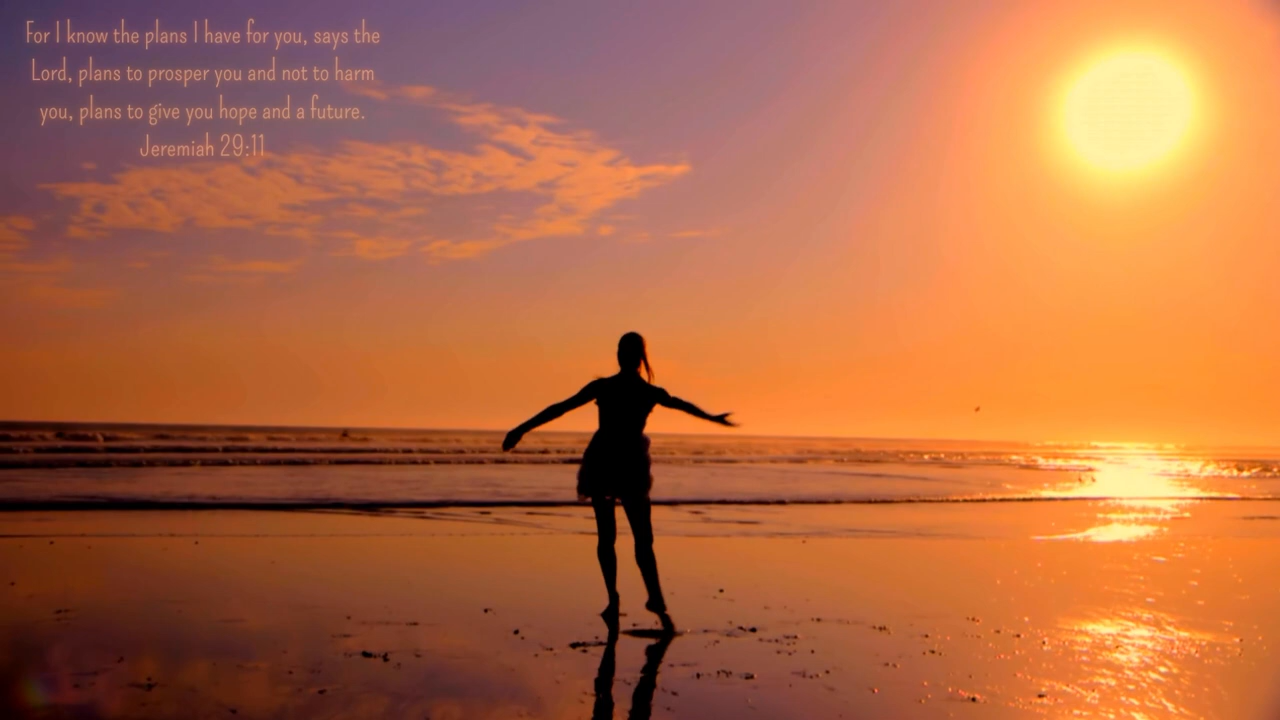 For I know the plans I have for you, says the
Lord, plans to prosper you and not to harm
you, plans to give you hope and a future.
Jeremiah 29:11